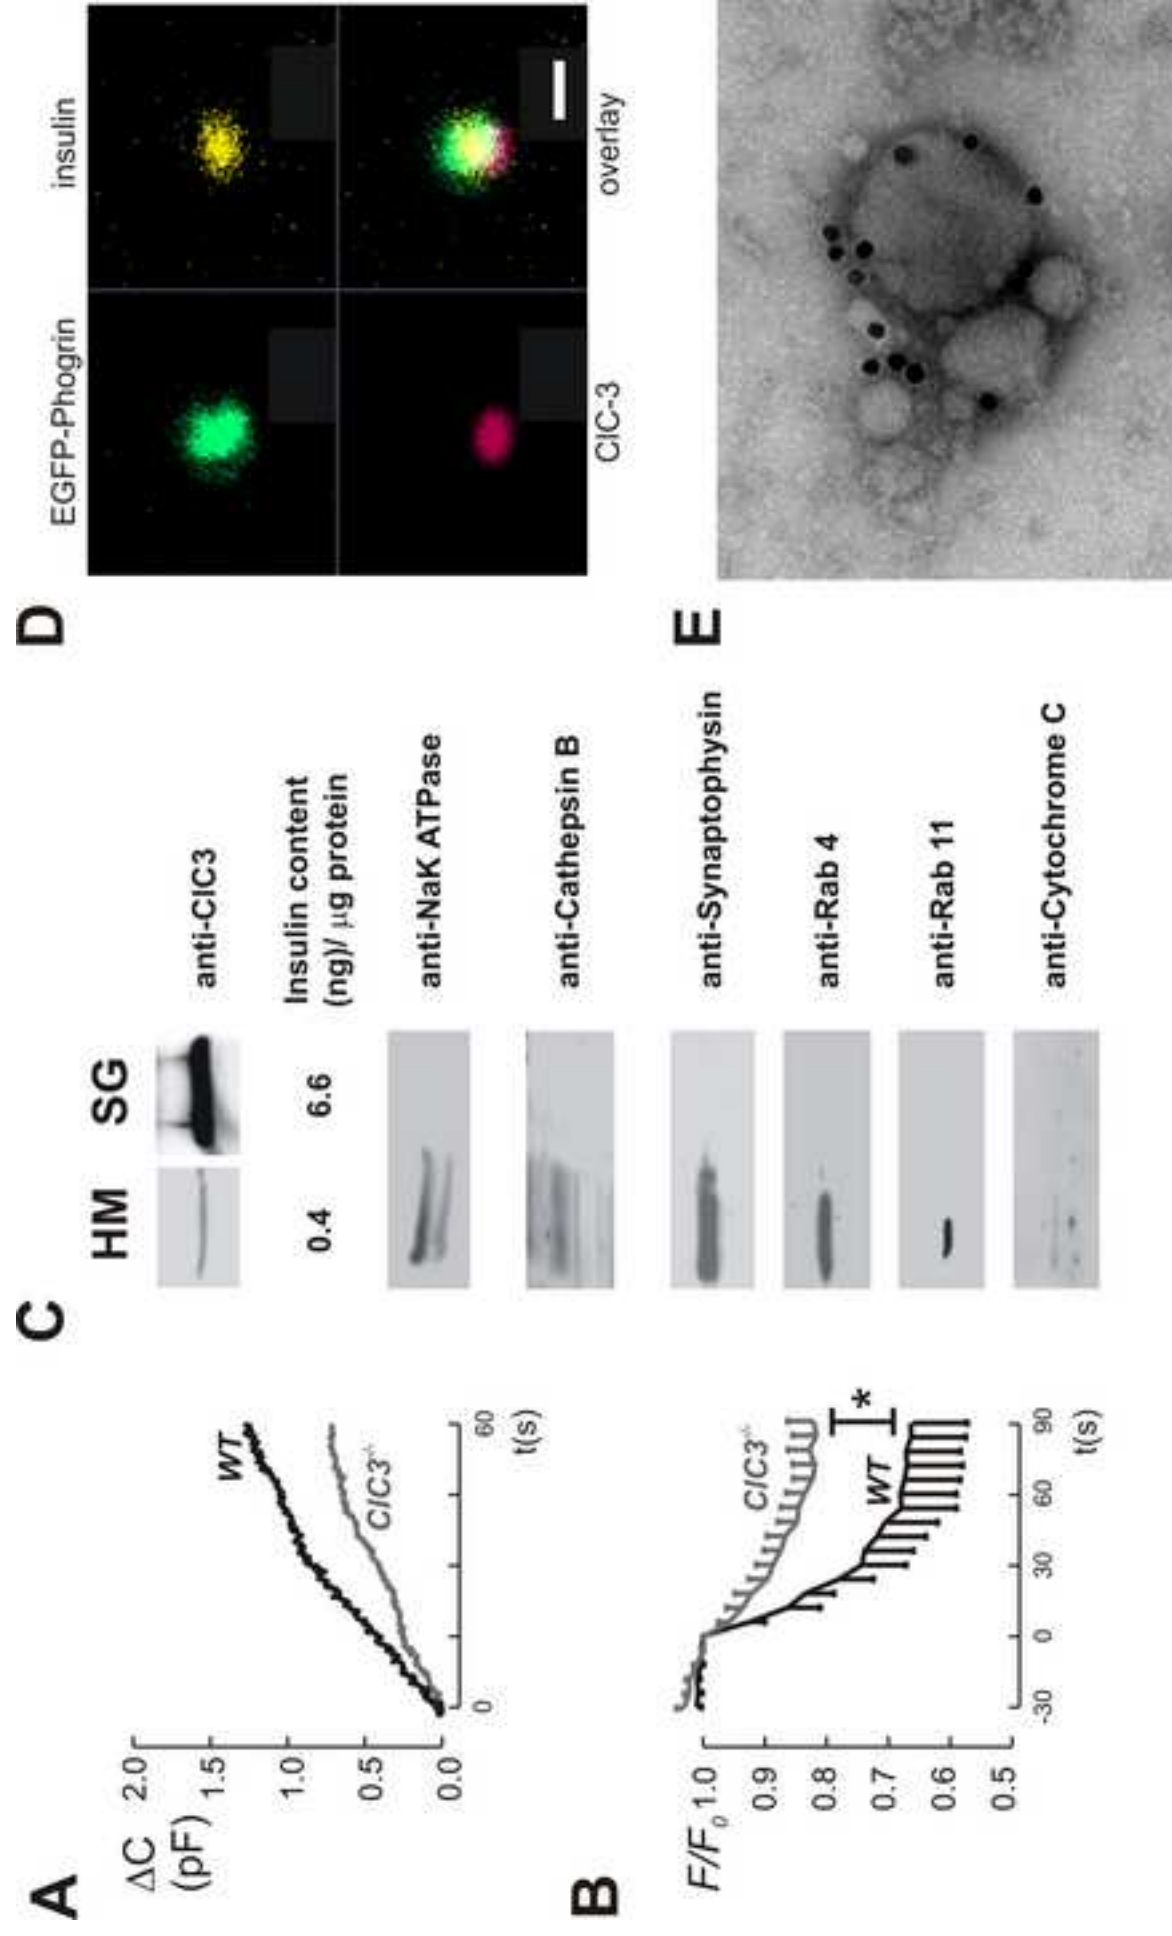 A
ΔC
(pF)
2.0
1.5
1.0
0.5
0.0
WT
ClC3-/-
0
60
t(s)
B
F/F0
1.0
0.9
0.8
0.7
0.6
0.5
ClC3-/-
WT
*
-30 0 30 60 90
t(s)
C
HM SG
anti-ClC3
0.4 6.6 Insulin content
(ng)/ μg protein
anti-NaK ATPase
anti-Cathepsin B
anti-Synaptophysin
anti-Rab 4
anti-Rab 11
anti-Cytochrome C
D
EGFP-Phogrin insulin
ClC-3 overlay
E